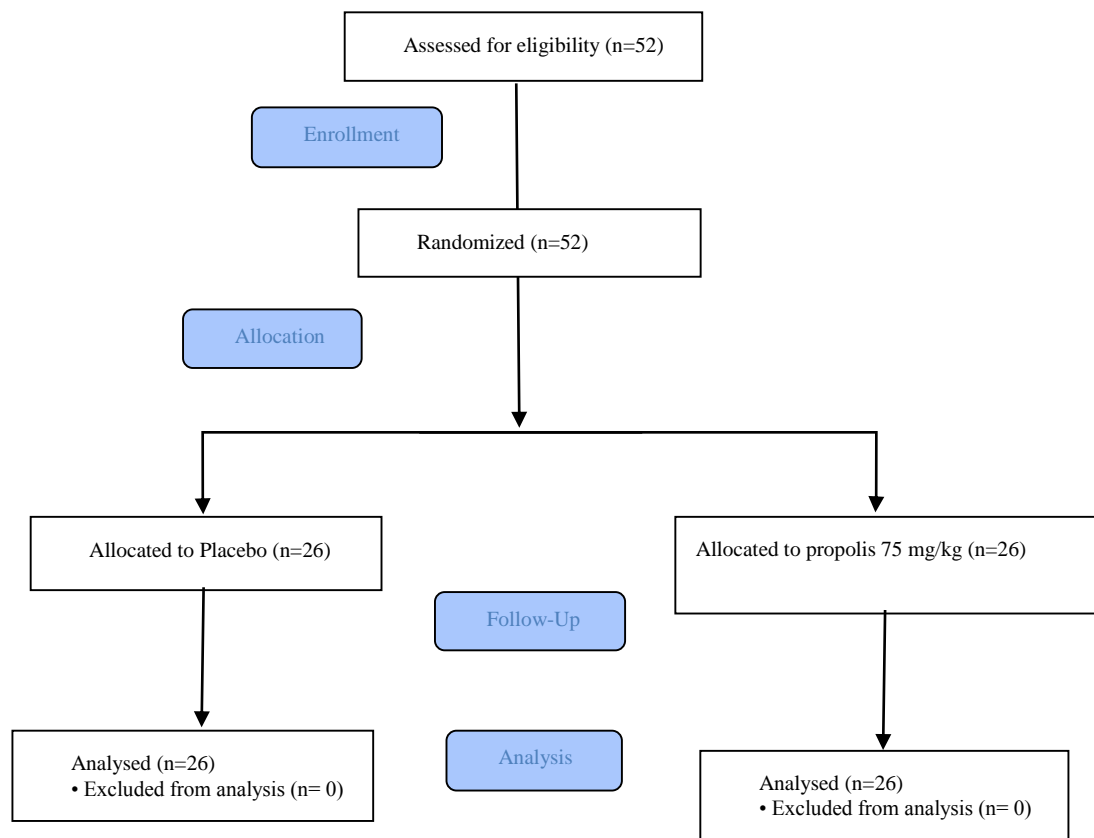 Assessed for eligibility (n=52)
Enrollment
Randomized (n=52)
Allocation
Allocated to Placebo (n=26)
Allocated to propolis 75 mg/kg (n=26)
Follow-Up
Analysed (n=26)
• Excluded from analysis (n= 0)
Analysis
Analysed (n=26)
• Excluded from analysis (n= 0)